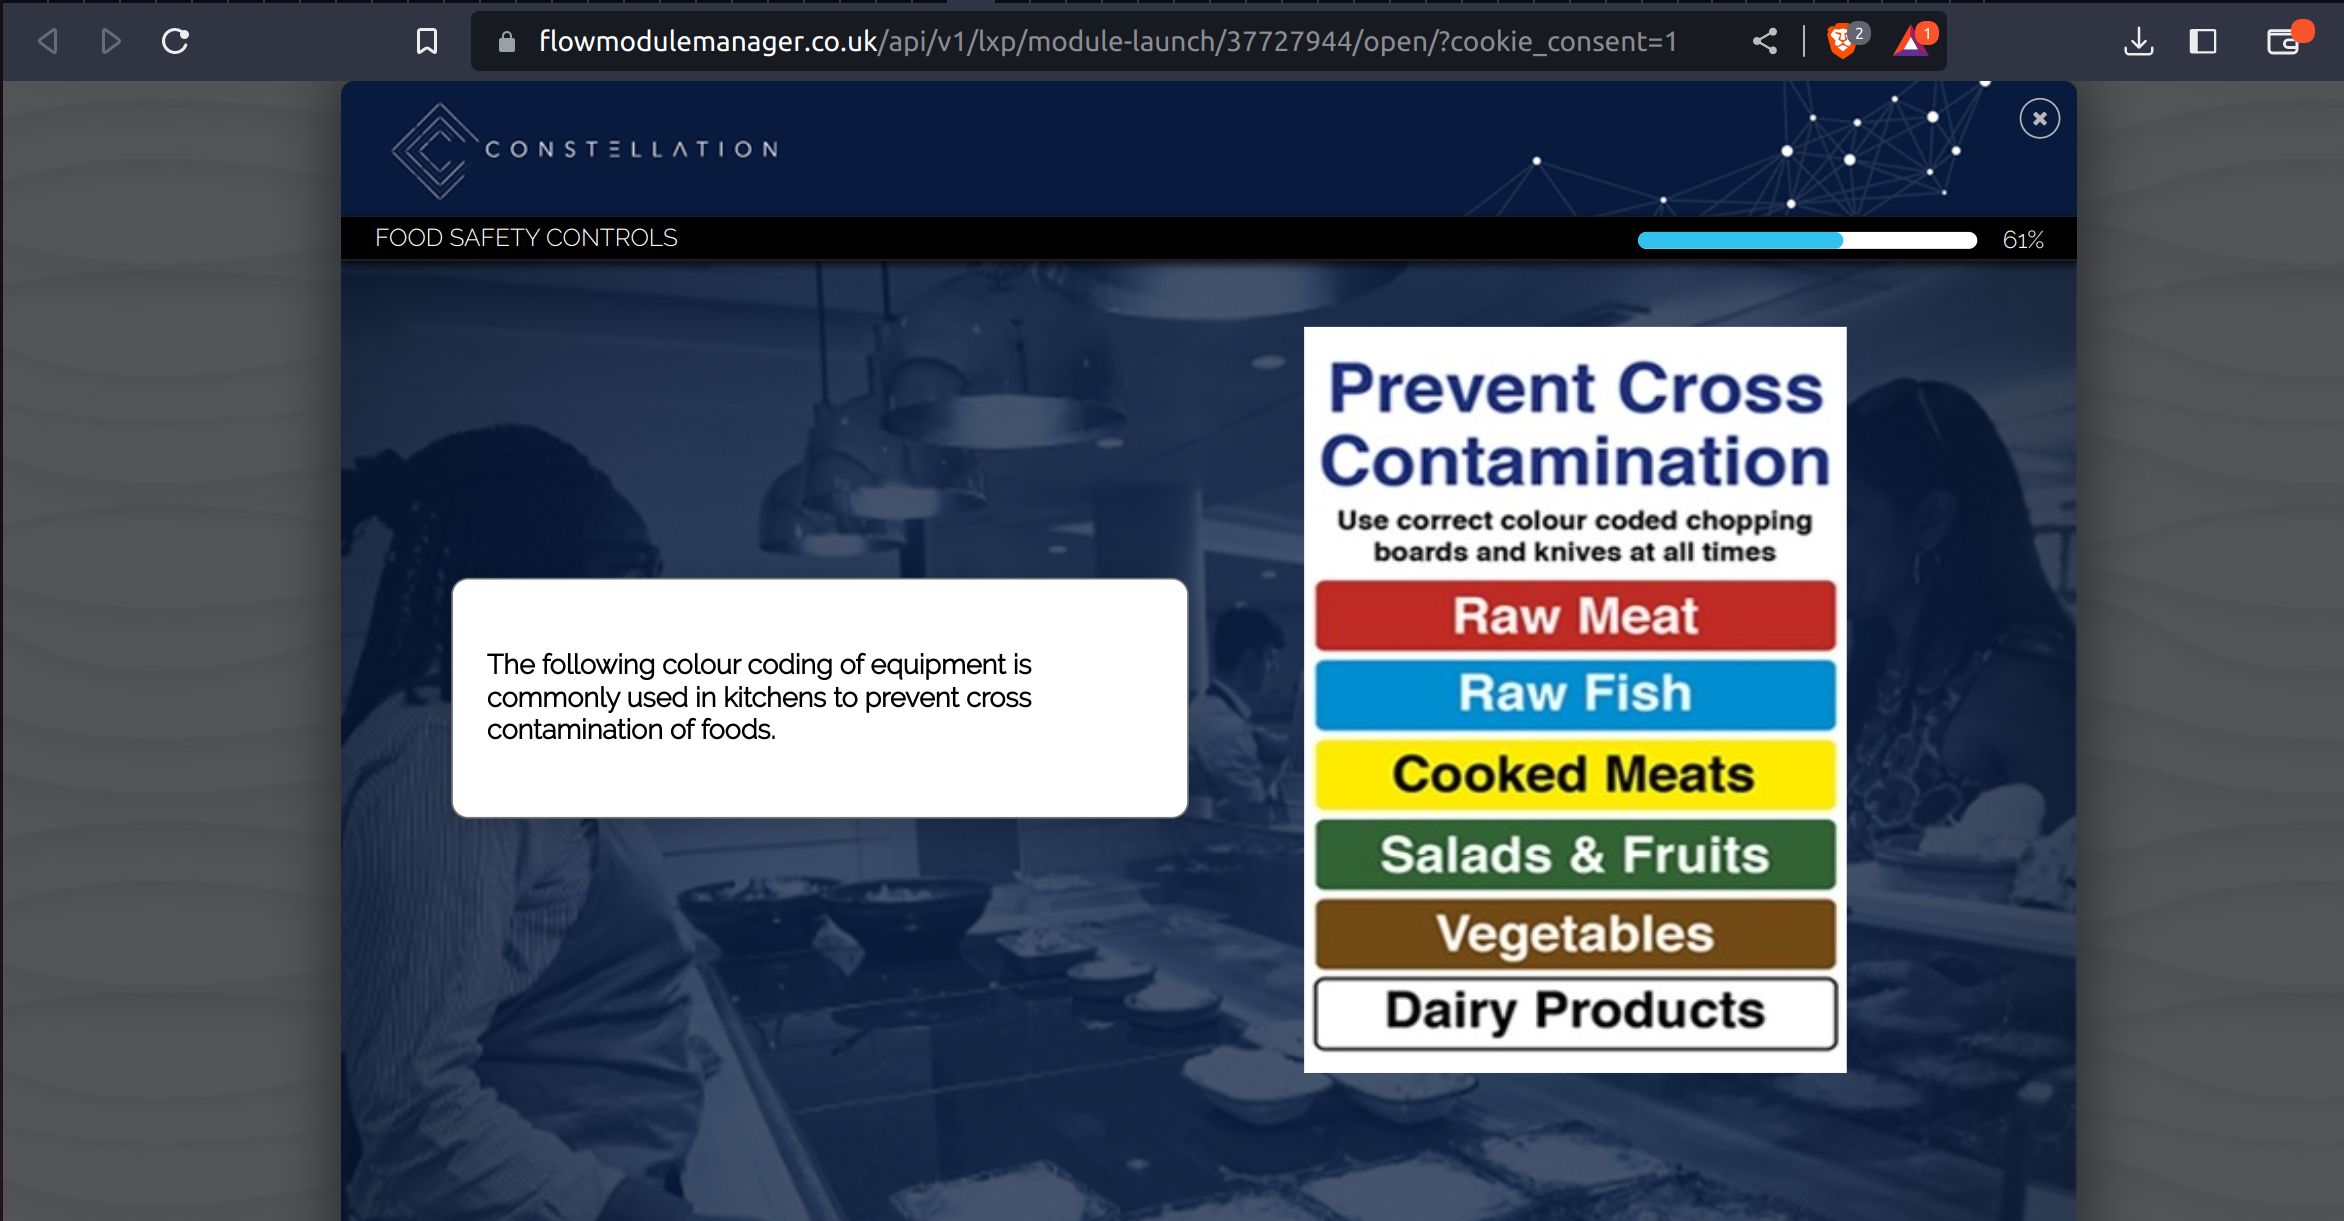 flowmodulemanager.co.uk/api/v1/lxp/module-launch/37727944/open/?cookie_consent=1
2
1
CONSTELLATION
FOOD SAFETY CONTROLS
61%
Prevent Cross
Contamination
Use correct colour coded chopping
boards and knives at all times
Raw Meat
Raw Fish
Cooked Meats
Salads & Fruits
Vegetables
Dairy Products
The following colour coding of equipment is
commonly used in kitchens to prevent cross
contamination of foods.